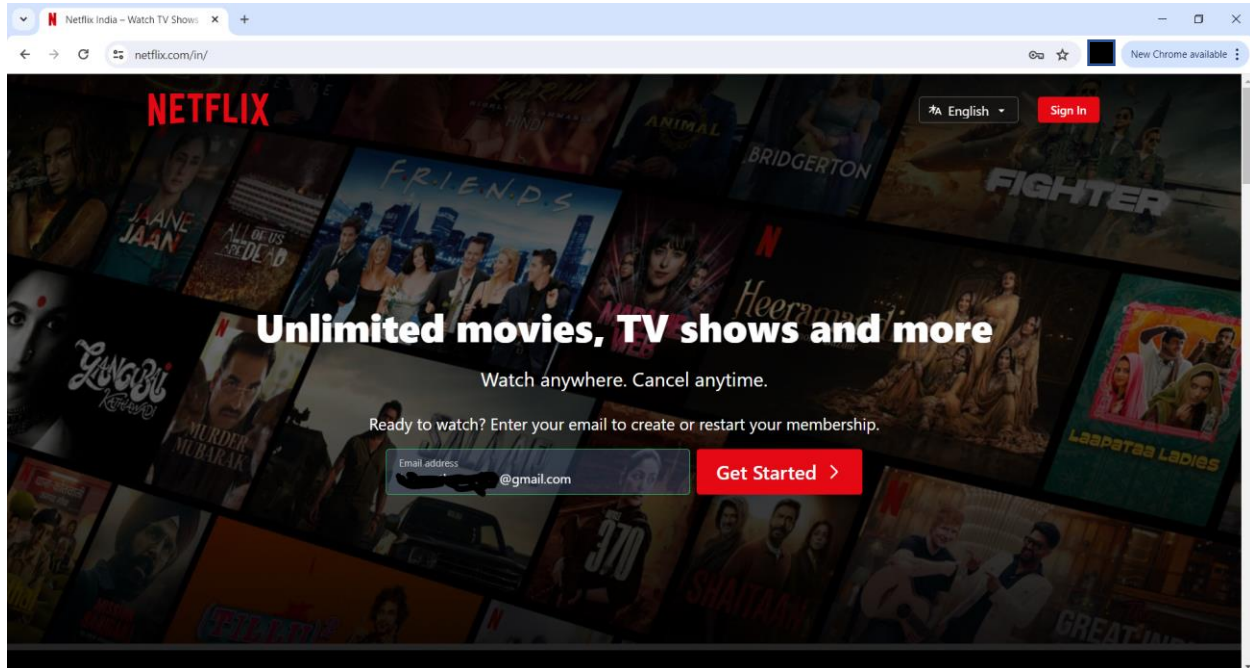 Netflix India – Watch TV Shows
netflix.com/in/
New Chrome available
NETFLIX
English
Sign In
HINDI
ANIMAL
BRIDGERTON
FIGHTER
F.R.I.E.N.D.S
JAANE JAAN
ALL OF US ARE DEAD
Heeramandi
Unlimited movies, TV shows and more
GANGUBAI
KATHIAWADI
Watch anywhere. Cancel anytime.
MURDER MUBARAK
Laapataa Ladies
Ready to watch? Enter your email to create or restart your membership.
Email address
@gmail.com
Get Started
370
SHAITAAN
GREAT